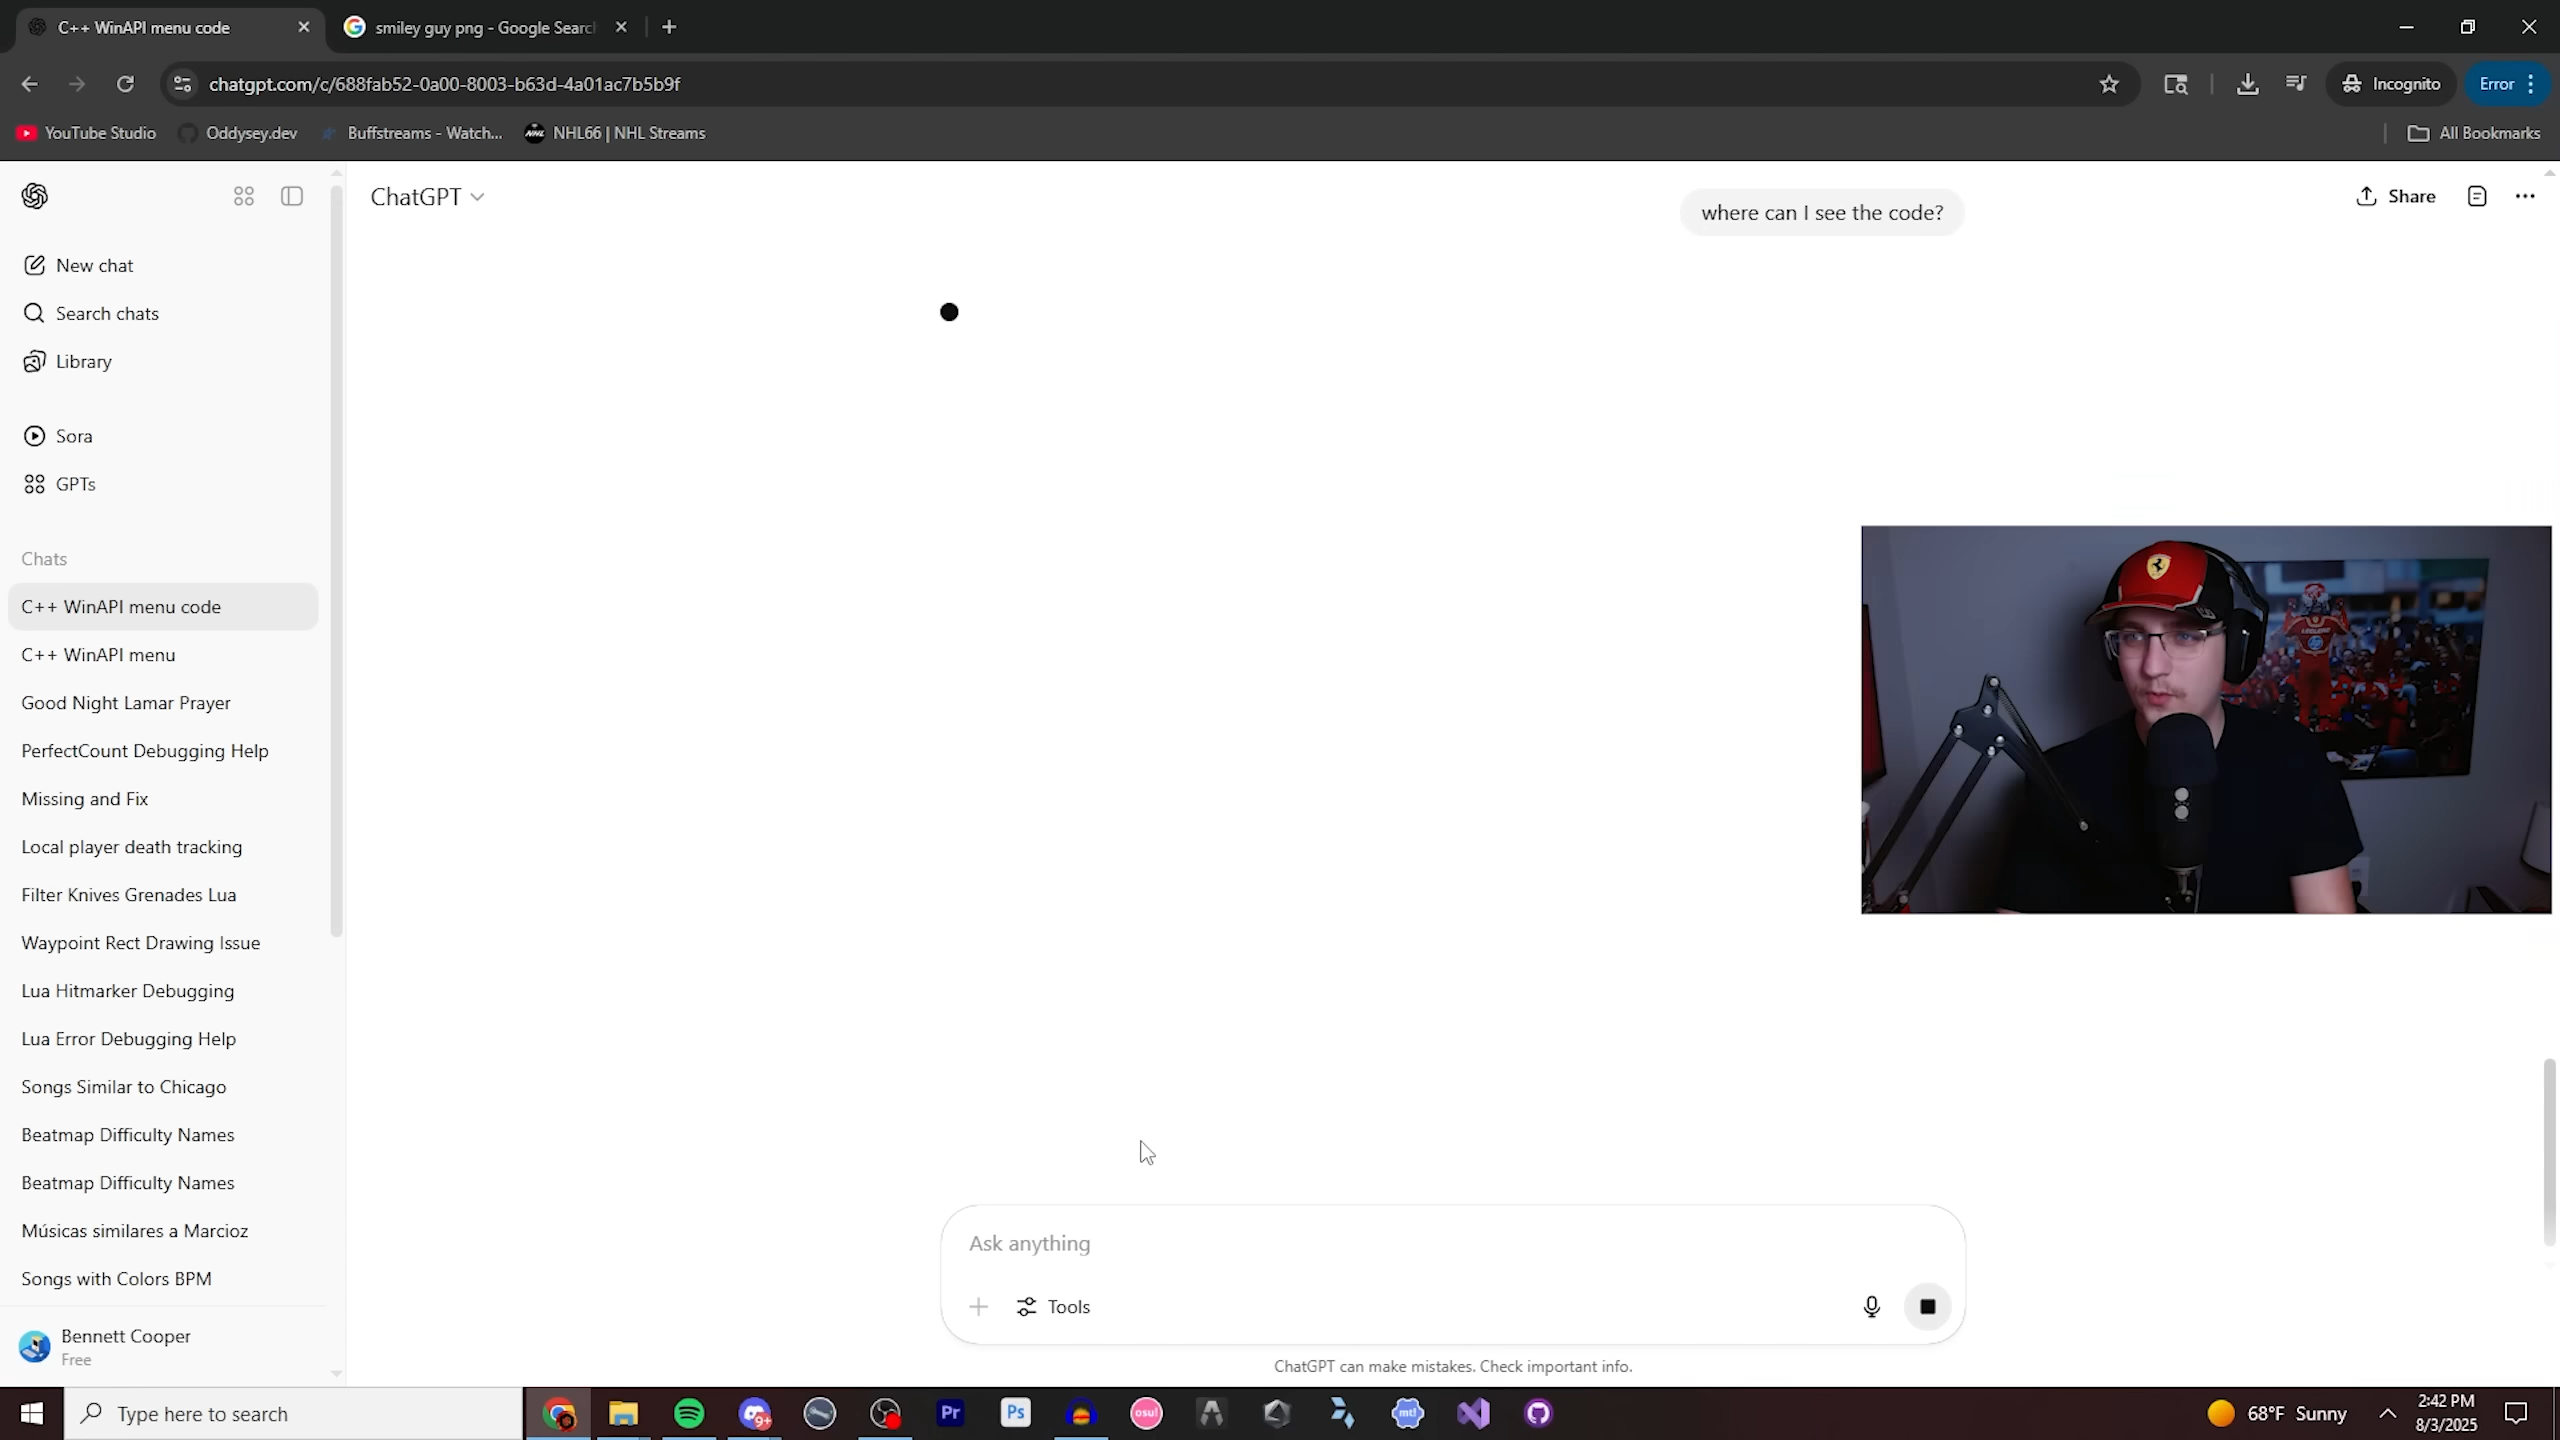 C++ WinAPI menu code
smiley guy png - Google Searc
chatgpt.com/c/688fab52-0a00-8003-b63d-4a01ac7b5b9f
Incognito
Error
YouTube Studio
Oddysey.dev
Buffstreams - Watch...
NHL66 | NHL Streams
All Bookmarks
ChatGPT
where can I see the code?
Share
New chat
Search chats
Library
Sora
GPTs
Chats
C++ WinAPI menu code
C++ WinAPI menu
Good Night Lamar Prayer
PerfectCount Debugging Help
Missing and Fix
Local player death tracking
Filter Knives Grenades Lua
Waypoint Rect Drawing Issue
Lua Hitmarker Debugging
Lua Error Debugging Help
Songs Similar to Chicago
Beatmap Difficulty Names
Beatmap Difficulty Names
Músicas similares a Marcioz
Songs with Colors BPM
Bennett Cooper
Free
LECLERC
Ask anything
Tools
ChatGPT can make mistakes. Check important info.
Type here to search
9+
Pr
Ps
osu!
mtl
68°F Sunny
2:42 PM
8/3/2025